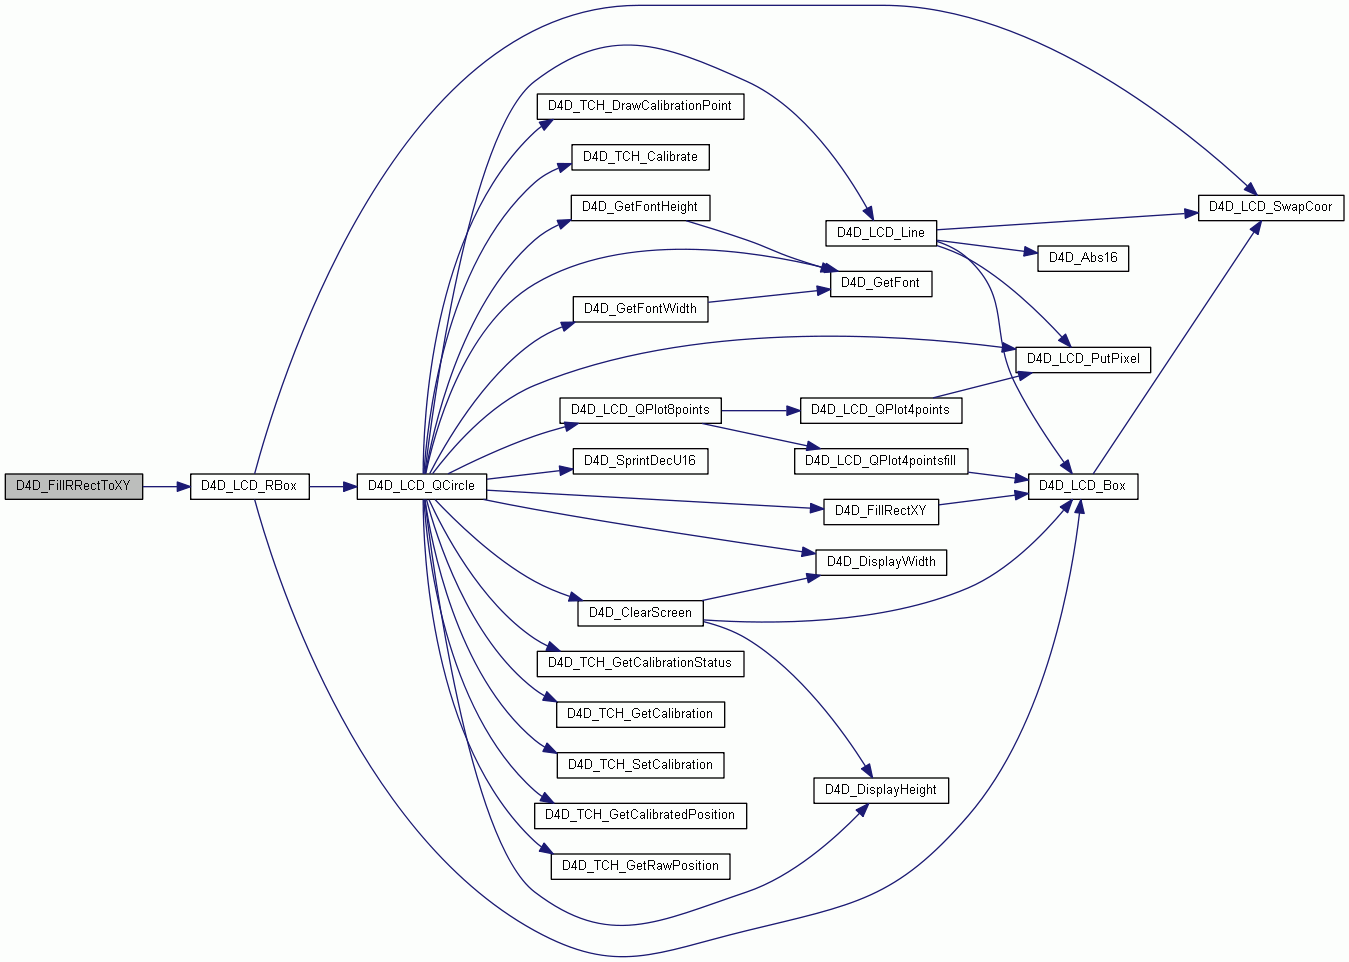 D4D_TCH_DrawCalibrationPoint
D4D_TCH_Calibrate
D4D_GetFontHeight
D4D_LCD_SwapCoor
D4D_LCD_Line
D4D_Abs16
D4D_GetFont
D4D_GetFontWidth
D4D_LCD_PutPixel
D4D_LCD_QPlot8points
D4D_LCD_QPlot4points
D4D_SprintDecU16
D4D_LCD_QPlot4pointsfill
D4D_FillRRectToXY
D4D_LCD_RBox
D4D_LCD_QCircle
D4D_LCD_Box
D4D_FillRectXY
D4D_DisplayWidth
D4D_ClearScreen
D4D_TCH_GetCalibrationStatus
D4D_TCH_GetCalibration
D4D_TCH_SetCalibration
D4D_DisplayHeight
D4D_TCH_GetCalibratedPosition
D4D_TCH_GetRawPosition